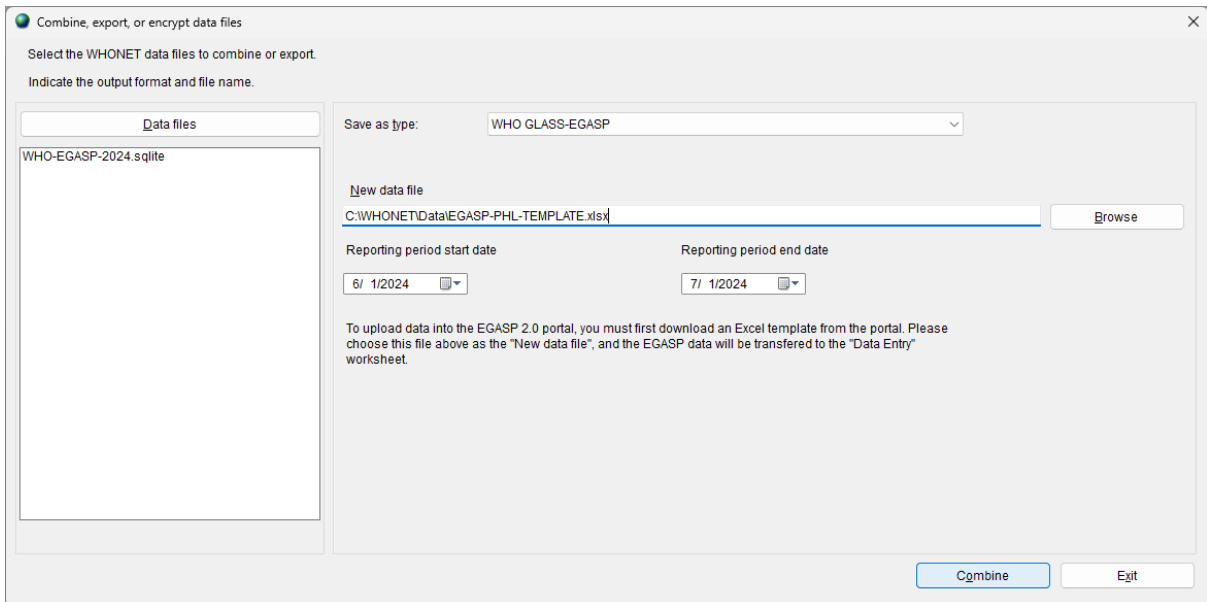 Combine, export, or encrypt data files
Select the WHONET data files to combine or export.
Indicate the output format and file name.
Data files
WHO-EGASP-2024.sqlite
Save as type:
WHO GLASS-EGASP
New data file
C:\WHONET\Data\EGASP-PHL-TEMPLATE.xlsx
Browse
Reporting period start date
Reporting period end date
6/ 1/2024
7/ 1/2024
To upload data into the EGASP 2.0 portal, you must first download an Excel template from the portal. Please
choose this file above as the "New data file", and the EGASP data will be transfered to the "Data Entry"
worksheet.
Combine
Exit